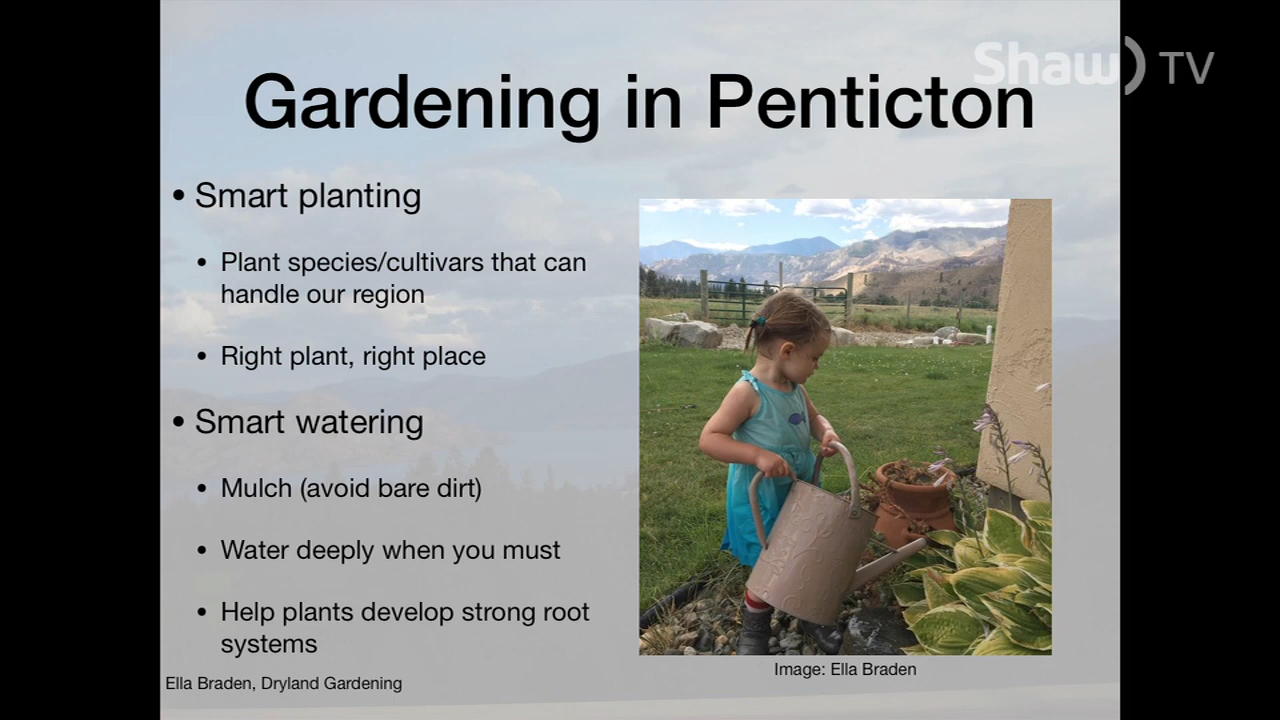 Shaw) TV
Gardening in Penticton
• Smart planting
• Plant species/cultivars that can
handle our region
• Right plant, right place
• Smart watering
• Mulch (avoid bare dirt)
• Water deeply when you must
• Help plants develop strong root
systems
Image: Ella Braden
Ella Braden, Dryland Gardening